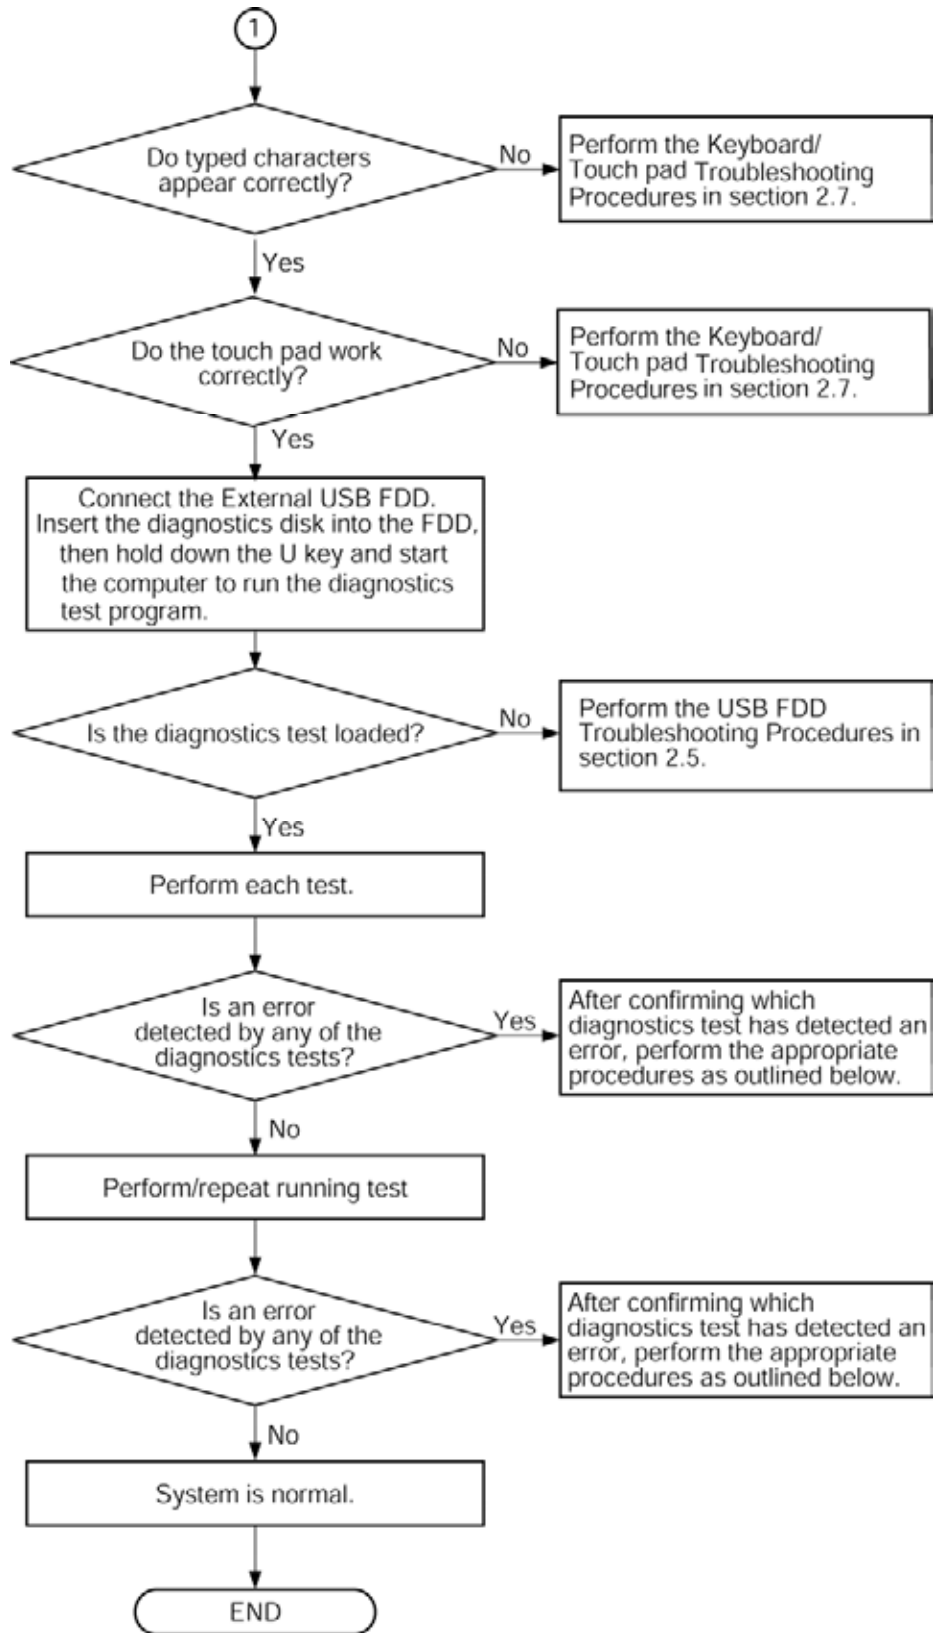 1
Do typed characters
appear correctly?
No
Perform the Keyboard/
Touch pad Troubleshooting
Procedures in section 2.7.
Yes
Do the touch pad work
correctly?
No
Perform the Keyboard/
Touch pad Troubleshooting
Procedures in section 2.7.
Yes
Connect the External USB FDD.
Insert the diagnostics disk into the FDD,
then hold down the U key and start
the computer to run the diagnostics
test program.
Is the diagnostics test loaded?
No
Perform the USB FDD
Troubleshooting Procedures in
section 2.5.
Yes
Perform each test.
Is an error
detected by any of the
diagnostics tests?
Yes
After confirming which
diagnostics test has detected an
error, perform the appropriate
procedures as outlined below.
No
Perform/repeat running test
Is an error
detected by any of the
diagnostics tests?
Yes
After confirming which
diagnostics test has detected an
error, perform the appropriate
procedures as outlined below.
No
System is normal.
END